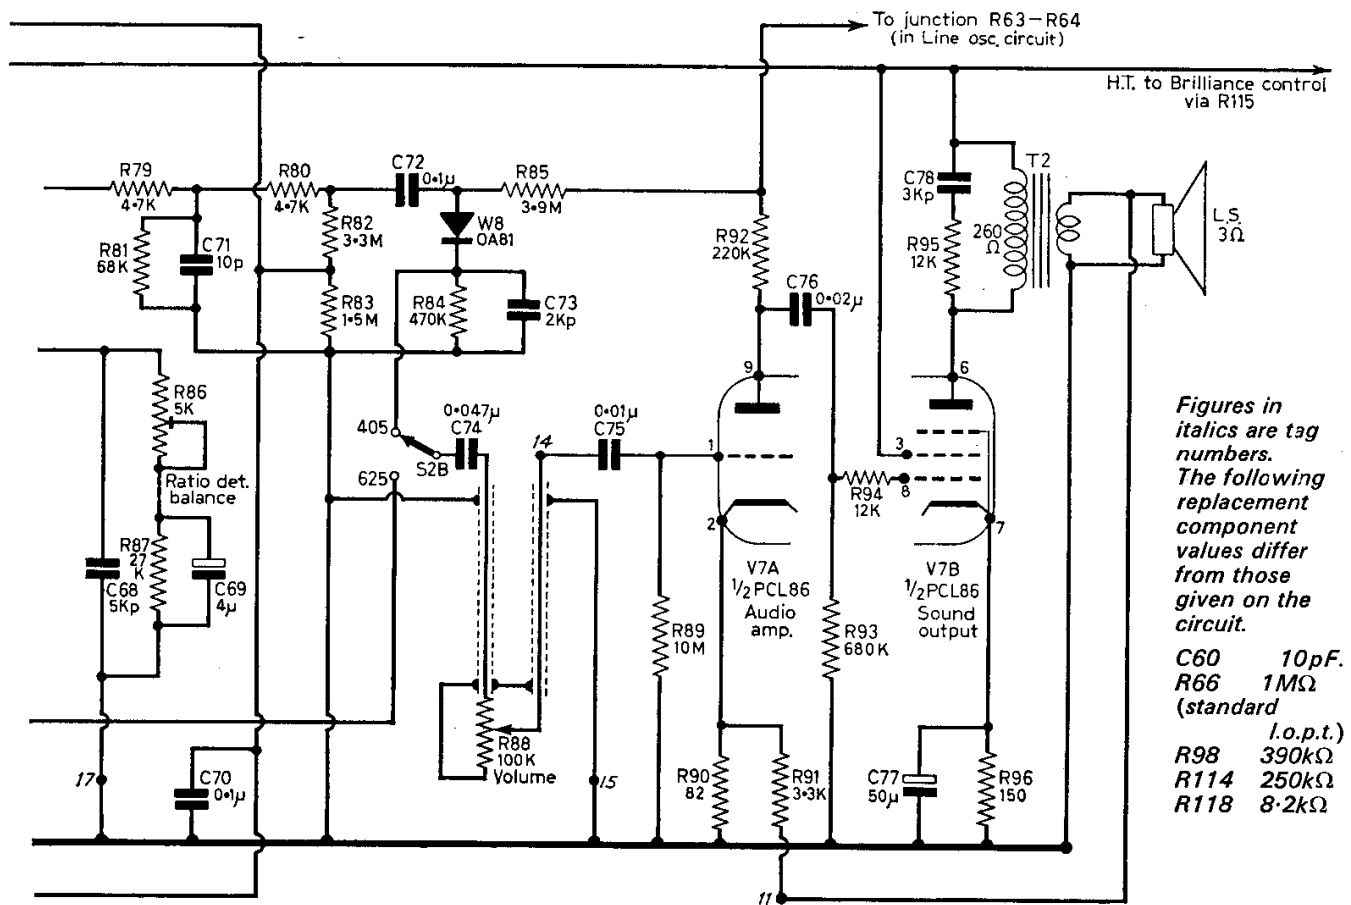 To junction R63-R64
(in Line osc. circuit)
H.T. to Brilliance control
via R115
R79
4·7K
R80
4·7K
C72
0·1μ
R85
3·9M
C78
3Kp
T2
R81
68K
C71
10p
R82
3·3M
W8
OA81
R92
220K
R95
12K
260
Ω
L.S.
3Ω
R83
1·5M
R84
470K
C73
2Kp
C76
0·02μ
R86
5K
Ratio det.
balance
405
625
S2B
0·047μ
C74
14
0·01μ
C75
1
9
2
3
8
6
7
R94
12K
R87
27
K
C68
5Kp
C69
4μ
V7A
1/2PCL86
Audio
amp.
V7B
1/2PCL86
Sound
output
R89
10M
R93
680K
R88
100K
Volume
17
C70
0·1μ
15
R90
82
R91
3·3K
C77
50μ
R96
150
11
Figures in
italics are tag
numbers.
The following
replacement
component
values differ
from those
given on the
circuit.
C60 10pF.
R66 1MΩ
(standard
l.o.p.t.)
R98 390kΩ
R114 250kΩ
R118 8·2kΩ